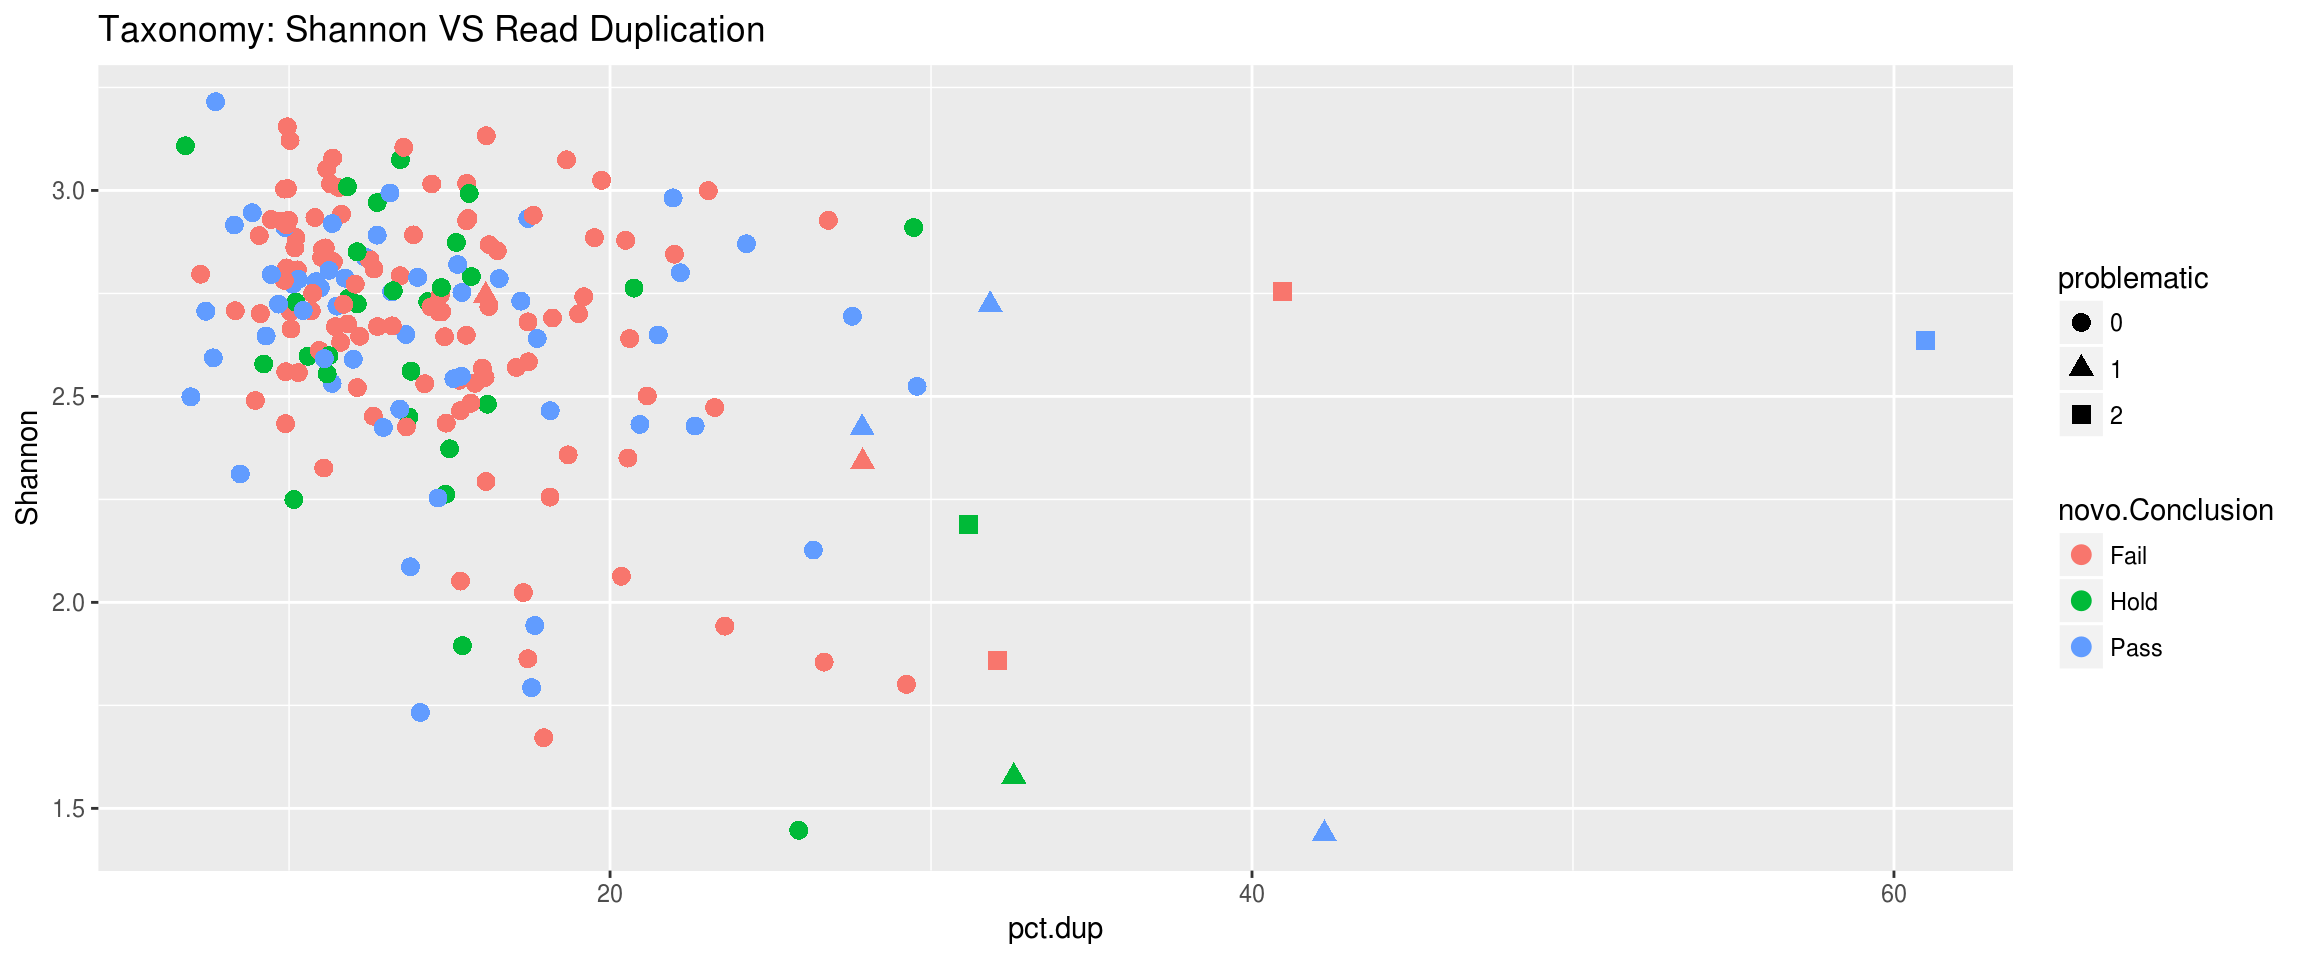 Taxonomy: Shannon VS Read Duplication
Shannon
3.0
2.5
2.0
1.5
20
40
60
pct.dup
problematic
0
1
2
novo.Conclusion
Fail
Hold
Pass